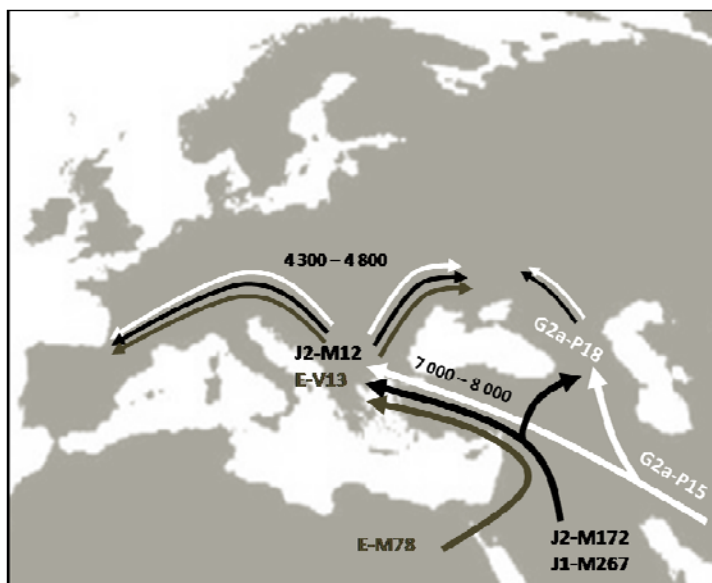 4 300 – 4 800
J2-M12
E-V13
7 000 – 8 000
G2a-P18
G2a-P15
E-M78
J2-M172
J1-M267